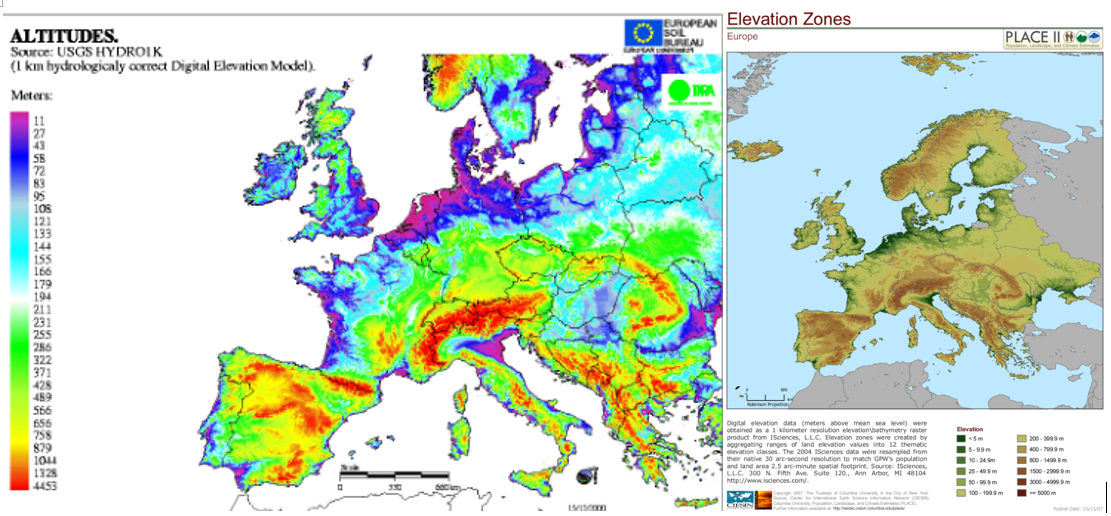 ALTITUDES.
Source: USGS HYDRO1K
(1 km hydrologicaly correct Digital Elevation Model).
Meters:
11
27
43
58
72
83
95
108
121
133
144
155
166
179
194
211
231
255
286
322
371
428
489
566
656
758
879
1044
1328
4453
EUROPEAN
SOIL
BUREAU
0 330 660 km
15/12/2000
Elevation Zones
Europe
PLACE II
Population, Landscape, and Climate Estimates
Robinson Projection
Digital elevation data (meters above mean sea level) were
obtained as a 1 kilometer resolution elevation\bathymetry raster
product from ISciences, L.L.C. Elevation zones were created by
aggregating ranges of land elevation values into 12 thematic
elevation classes. The 2004 ISciences data were resampled from
their native 30 arc-second resolution to match GPW's population
and land area 2.5 arc-minute spatial footprint. Source: ISciences,
L.L.C. 300 N. Fifth Ave. Suite 120., Ann Arbor, MI 48104
http://www.isciences.com/.
Elevation
< 5 m
5 - 9.9 m
10 - 24.9m
25 - 49.9 m
50 - 99.9 m
100 - 199.9 m
200 - 399.9 m
400 - 799.9 m
800 - 1499.9 m
1500 - 2999.9 m
3000 - 4999.9 m
>= 5000 m
CIESIN
Copyright 2007. The Trustees of Columbia University in the City of New York
Source: Center for International Earth Science Information Network (CIESIN)
Columbia University. Population, Landscape, and Climate Estimates (PLACE).
Further information available at: http://sedac.ciesin.columbia.edu/place/
Publish Date: 03/13/07